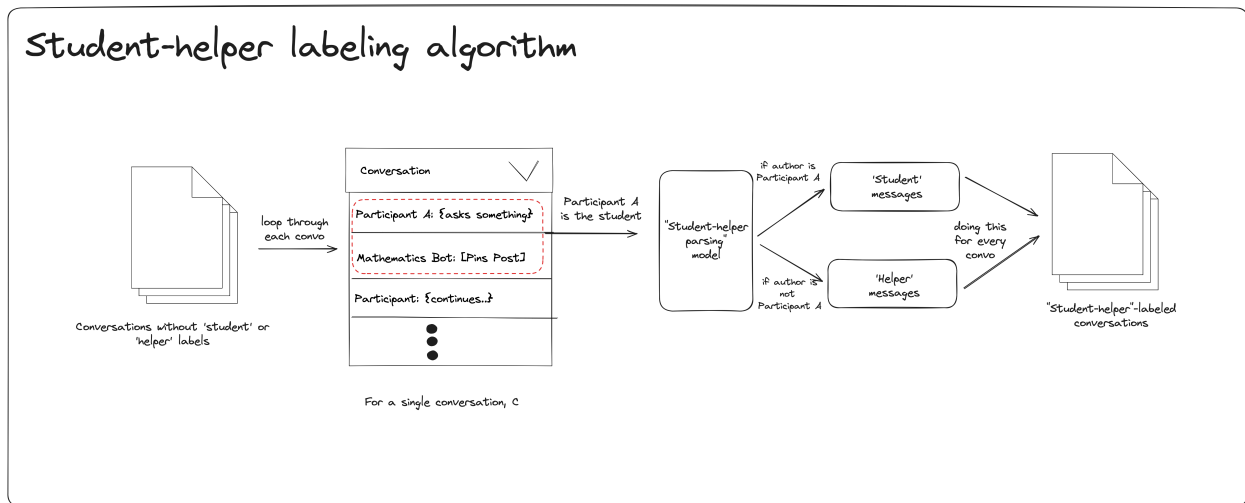 Student-helper labeling algorithm
loop through
each convo
Conversations without 'student' or
'helper' labels
Conversation
Participant A: {asks something}
Mathematics Bot: [Pins Post]
Participant: {continues..}
For a single conversation, C
Participant A
is the student
"Student-helper
parsing"
model
if author is
Participant A
if author is
not
Participant A
'Student'
messages
'Helper'
messages
doing this
for every
convo
"Student-helper"-labeled
conversations